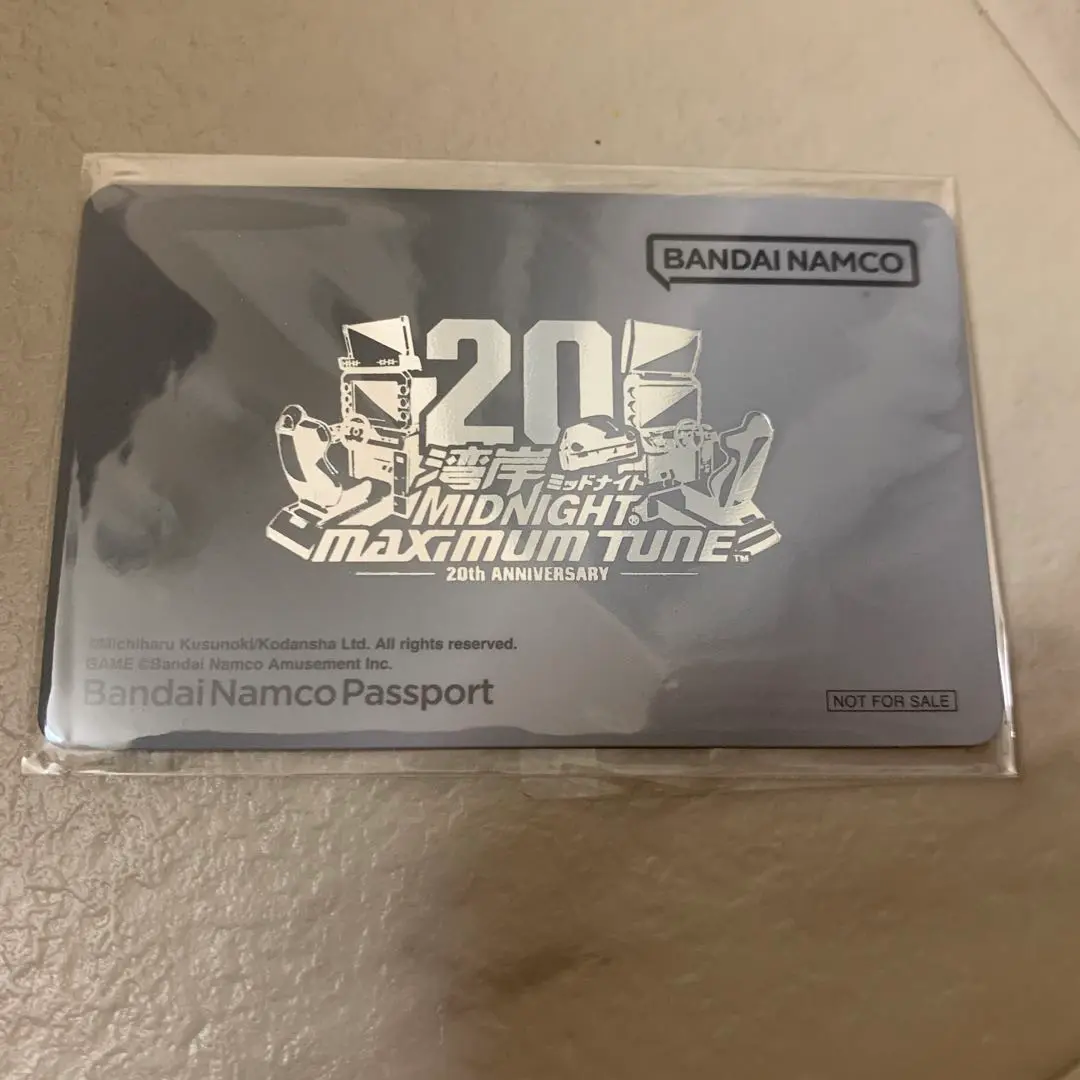 BANDAI NAMCO
20
湾岸ミッドナイト
MIDNIGHT®
MAXIMUM TUNE™
20th ANNIVERSARY
©Michiharu Kusunoki/Kodansha Ltd. All rights reserved.
GAME ©Bandai Namco Amusement Inc.
Bandai Namco Passport
NOT FOR SALE